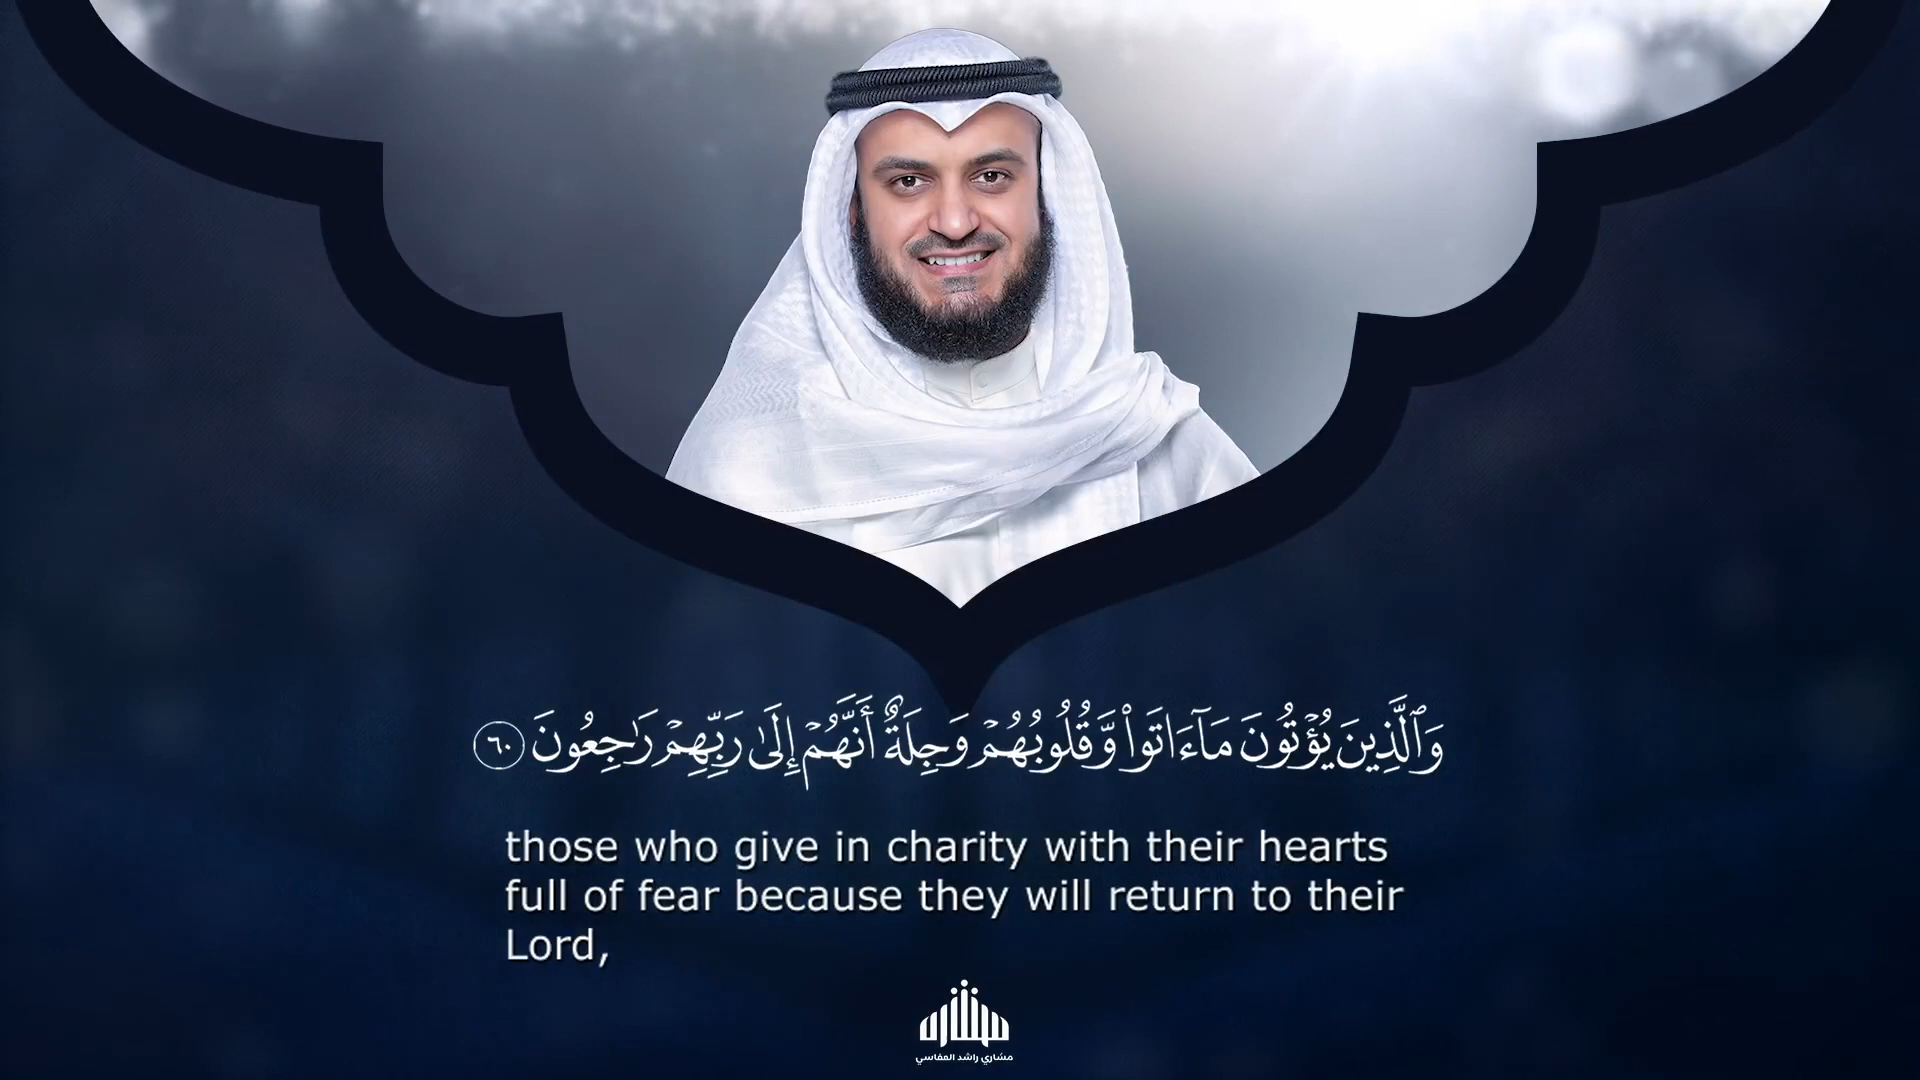 وَٱلَّذِينَ يُؤْتُونَ مَآ ءَاتَوا۟ وَّقُلُوبُهُمْ وَجِلَةٌ أَنَّهُمْ إِلَىٰ رَبِّهِمْ رَٰجِعُونَ ٦٠
those who give in charity with their hearts
full of fear because they will return to their
Lord,
مشاري
مشاري راشد العفاسي